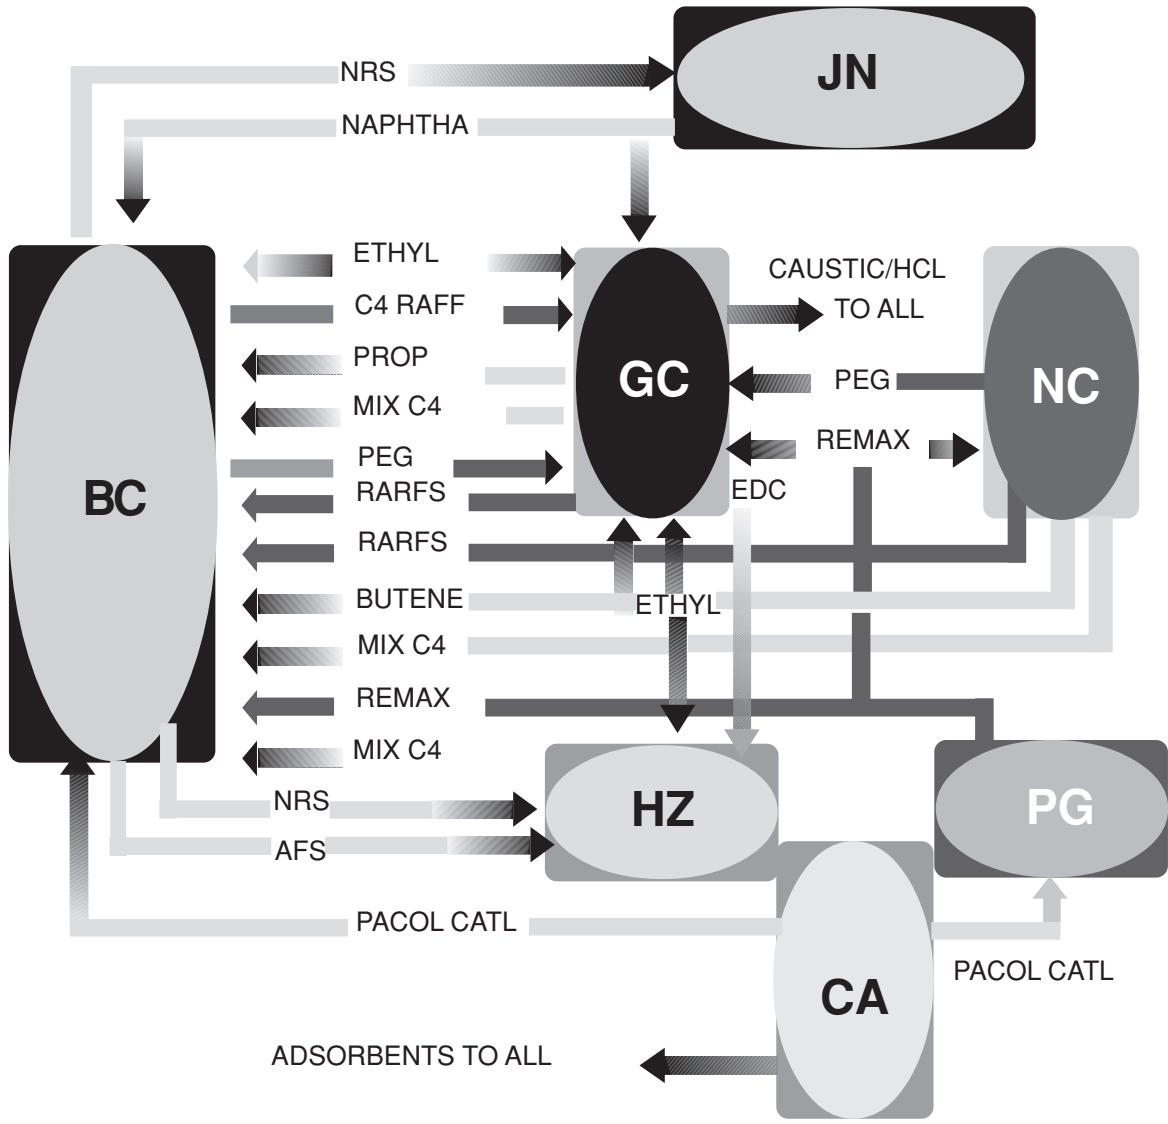 NRS
JN
NAPHTHA
ETHYL
CAUSTIC/HCL
TO ALL
C4 RAFF
PROP
GC
PEG
NC
MIX C4
REMAX
PEG
EDC
RARFS
BC
RARFS
BUTENE
ETHYL
MIX C4
REMAX
MIX C4
NRS
HZ
PG
AFS
PACOL CATL
PACOL CATL
CA
ADSORBENTS TO ALL